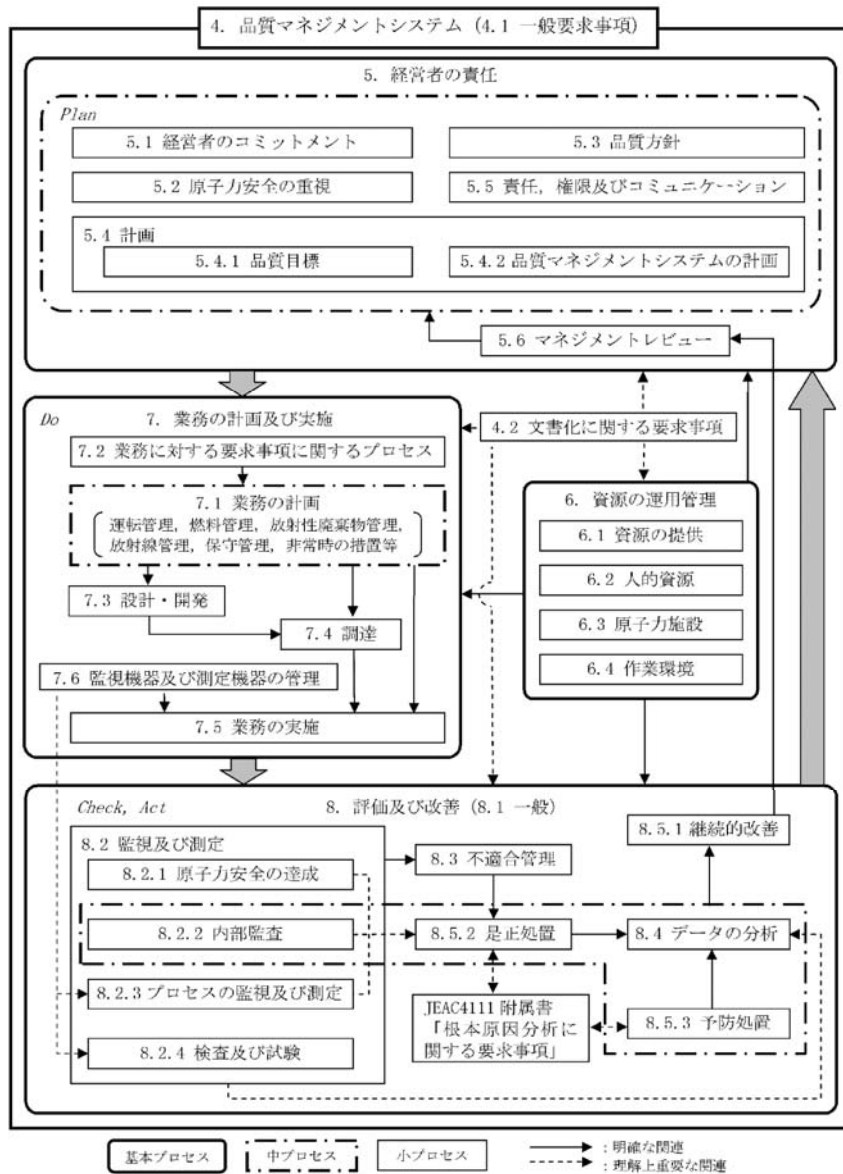 4. 品質マネジメントシステム (4.1 一般要求事項)
5. 経営者の責任
Plan
5.1 経営者のコミットメント
5.3 品質方針
5.2 原子力安全の重視
5.5 責任，権限及びコミュニケーション
5.4 計画
5.4.1 品質目標
5.4.2 品質マネジメントシステムの計画
5.6 マネジメントレビュー
Do
7. 業務の計画及び実施
7.2 業務に対する要求事項に関するプロセス
7.1 業務の計画
運転管理，燃料管理，放射性廃棄物管理，
放射線管理，保守管理，非常時の措置等
7.3 設計・開発
7.4 調達
7.6 監視機器及び測定機器の管理
7.5 業務の実施
4.2 文書化に関する要求事項
6. 資源の運用管理
6.1 資源の提供
6.2 人的資源
6.3 原子力施設
6.4 作業環境
Check, Act
8. 評価及び改善 (8.1 一般)
8.2 監視及び測定
8.2.1 原子力安全の達成
8.2.2 内部監査
8.2.3 プロセスの監視及び測定
8.2.4 検査及び試験
8.3 不適合管理
8.5.1 継続的改善
8.5.2 是正処置
8.4 データの分析
JEAC4111 附属書
「根本原因分析に
関する要求事項」
8.5.3 予防処置
基本プロセス
中プロセス
小プロセス
：明確な関連
：理解上重要な関連